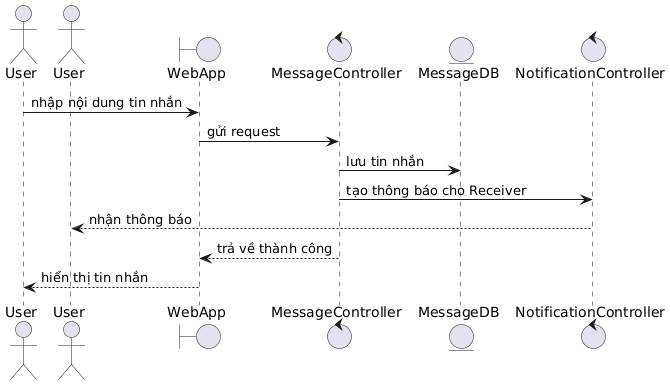 User User WebApp MessageController MessageDB NotificationController
nhập nội dung tin nhắn
gửi request
lưu tin nhắn
tạo thông báo cho Receiver
nhận thông báo
trả về thành công
hiển thị tin nhắn
User User WebApp MessageController MessageDB NotificationController